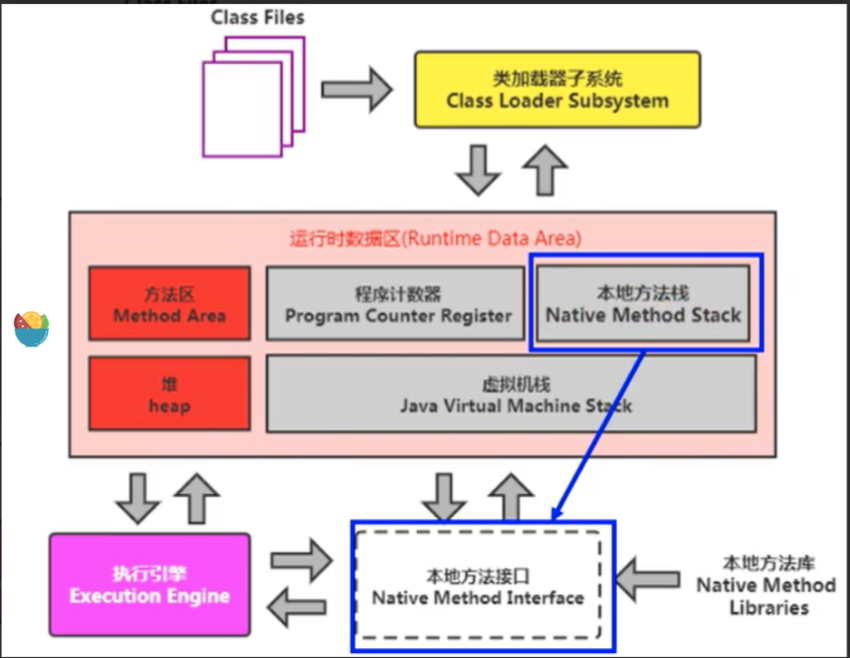 Class Files
类加载器子系统
Class Loader Subsystem
运行时数据区(Runtime Data Area)
方法区
Method Area
程序计数器
Program Counter Register
本地方法栈
Native Method Stack
堆
heap
虚拟机栈
Java Virtual Machine Stack
执行引擎
Execution Engine
本地方法接口
Native Method Interface
本地方法库
Native Method
Libraries